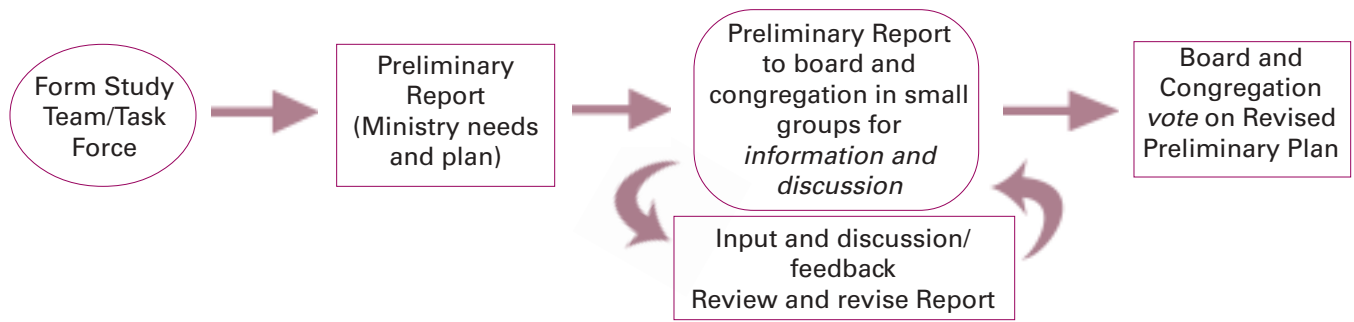 Form Study
Team/Task
Force
Preliminary
Report
(Ministry needs
and plan)
Preliminary Report
to board and
congregation in small
groups for
information and
discussion
Input and discussion/
feedback
Review and revise Report
Board and
Congregation
vote on Revised
Preliminary Plan